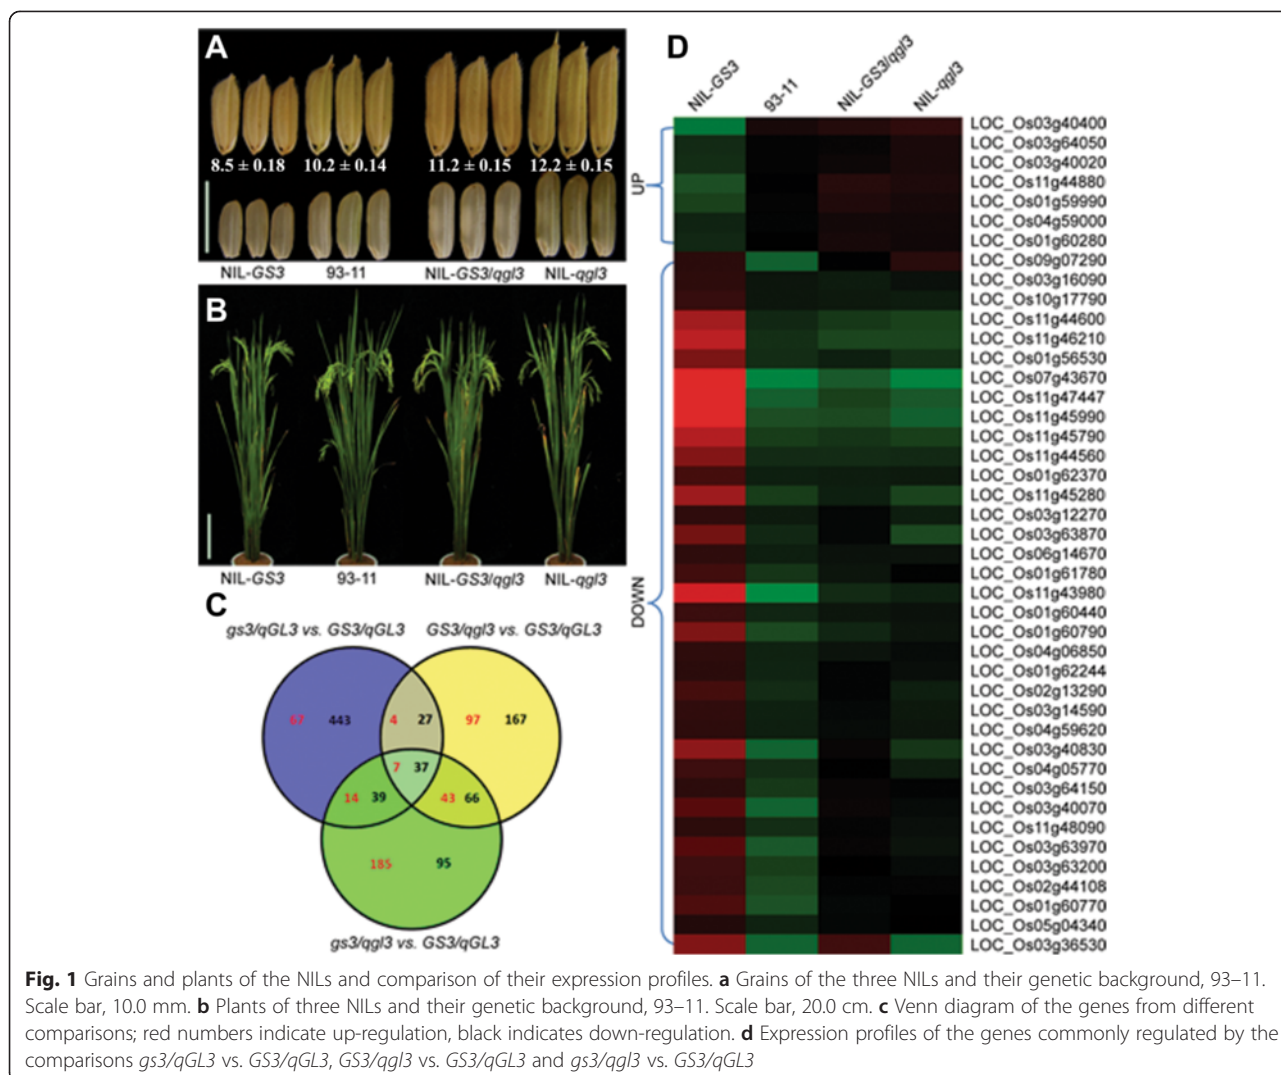 A
8.5 ± 0.18 10.2 ± 0.14 11.2 ± 0.15 12.2 ± 0.15
NIL-GS3 93-11 NIL-GS3/qgl3 NIL-qgl3
B
NIL-GS3 93-11 NIL-GS3/qgl3 NIL-qgl3
C
gs3/qGL3 vs. GS3/qGL3 GS3/qgl3 vs. GS3/qGL3
67 443 4 27 97 167
7 37
14 39 43 66
185 95
gs3/qgl3 vs. GS3/qGL3
D
NIL-GS3 93-11 NIL-GS3/qgl3 NIL-qgl3
UP
DOWN
LOC_Os03g40400
LOC_Os03g64050
LOC_Os03g40020
LOC_Os11g44880
LOC_Os01g59990
LOC_Os04g59000
LOC_Os01g60280
LOC_Os09g07290
LOC_Os03g16090
LOC_Os10g17790
LOC_Os11g44600
LOC_Os11g46210
LOC_Os01g56530
LOC_Os07g43670
LOC_Os11g47447
LOC_Os11g45990
LOC_Os11g45790
LOC_Os11g44560
LOC_Os01g62370
LOC_Os11g45280
LOC_Os03g12270
LOC_Os03g63870
LOC_Os06g14670
LOC_Os01g61780
LOC_Os11g43980
LOC_Os01g60440
LOC_Os01g60790
LOC_Os04g06850
LOC_Os01g62244
LOC_Os02g13290
LOC_Os03g14590
LOC_Os04g59620
LOC_Os03g40830
LOC_Os04g05770
LOC_Os03g64150
LOC_Os03g40070
LOC_Os11g48090
LOC_Os03g63970
LOC_Os03g63200
LOC_Os02g44108
LOC_Os01g60770
LOC_Os05g04340
LOC_Os03g36530
Fig. 1 Grains and plants of the NILs and comparison of their expression profiles. a Grains of the three NILs and their genetic background, 93–11.
Scale bar, 10.0 mm. b Plants of three NILs and their genetic background, 93–11. Scale bar, 20.0 cm. c Venn diagram of the genes from different
comparisons; red numbers indicate up-regulation, black indicates down-regulation. d Expression profiles of the genes commonly regulated by the
comparisons gs3/qGL3 vs. GS3/qGL3, GS3/qgl3 vs. GS3/qGL3 and gs3/qgl3 vs. GS3/qGL3